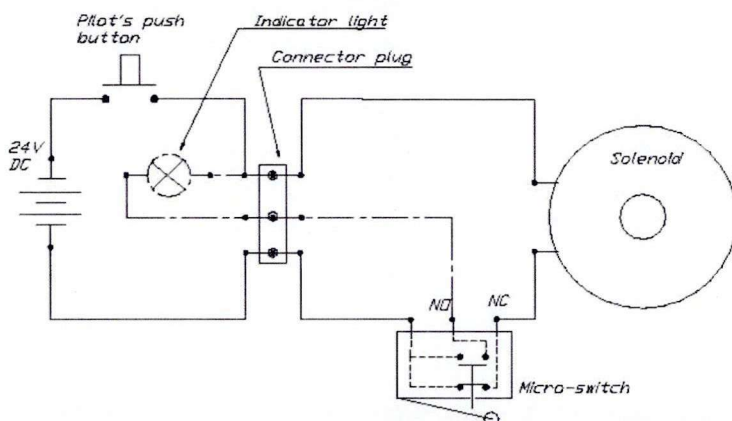 Pilot's push
button
Indicator light
Connector plug
24V
DC
Solenoid
NO
NC
Micro-switch